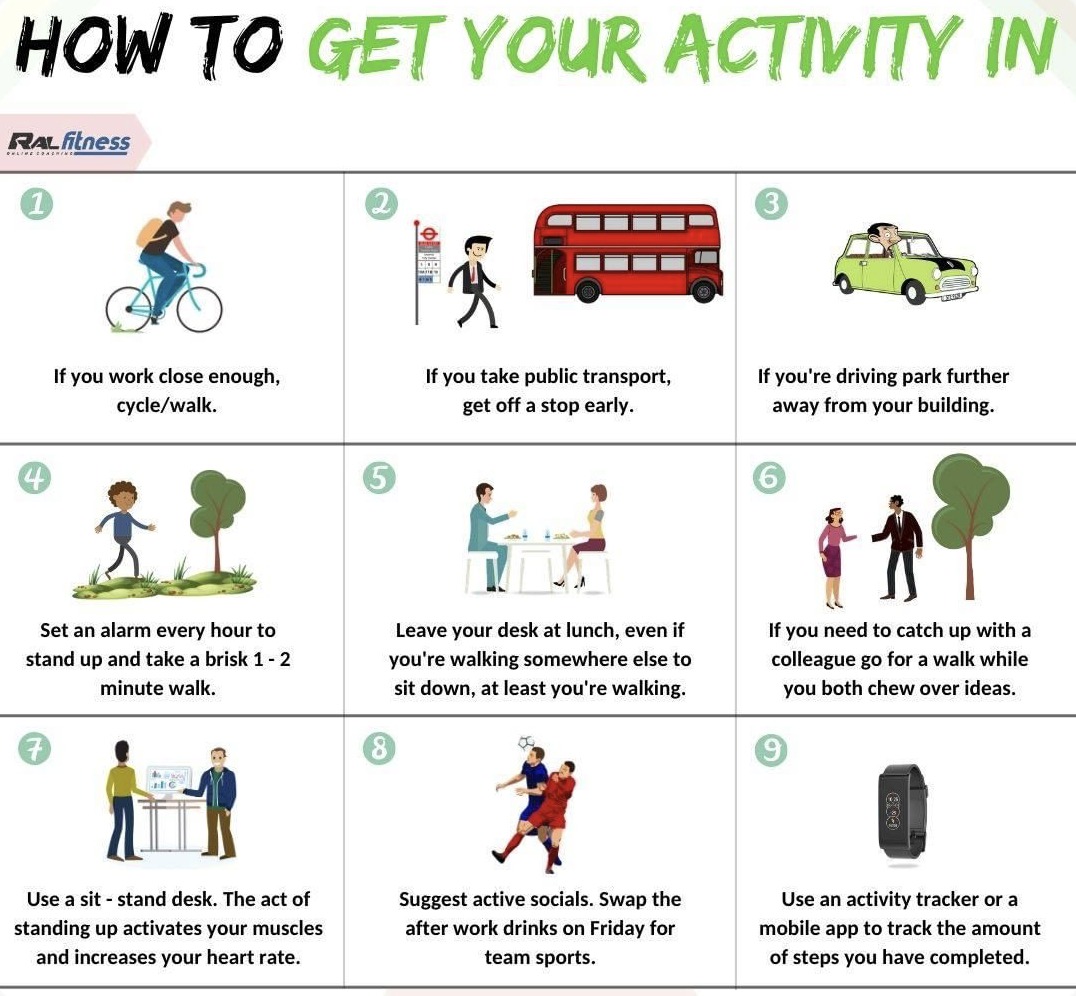 HOW TO GET YOUR ACTIVITY IN
RAL fitness
ONLINE COACHING
1
2
3
If you work close enough,
cycle/walk.
If you take public transport,
get off a stop early.
If you're driving park further
away from your building.
4
5
6
Set an alarm every hour to
stand up and take a brisk 1 - 2
minute walk.
Leave your desk at lunch, even if
you're walking somewhere else to
sit down, at least you're walking.
If you need to catch up with a
colleague go for a walk while
you both chew over ideas.
7
8
9
Use a sit - stand desk. The act of
standing up activates your muscles
and increases your heart rate.
Suggest active socials. Swap the
after work drinks on Friday for
team sports.
Use an activity tracker or a
mobile app to track the amount
of steps you have completed.